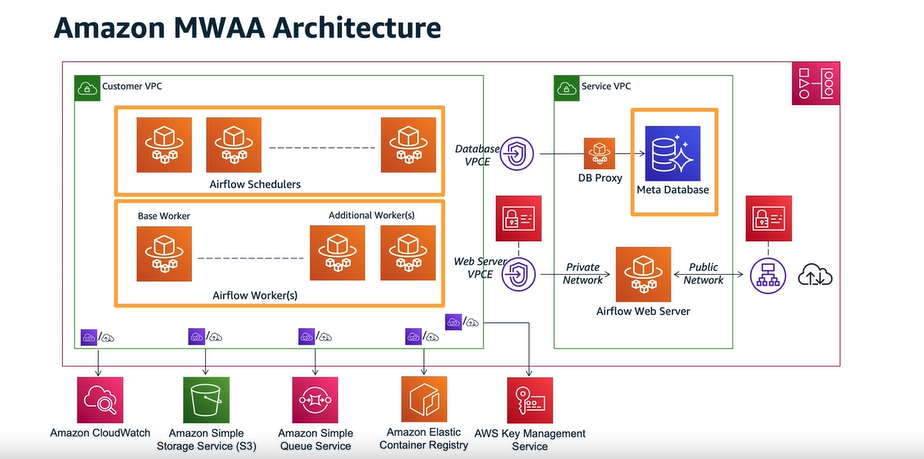 Amazon MWAA Architecture
Customer VPC
Service VPC
Airflow Schedulers
Database
VPCE
DB Proxy
Meta Database
Base Worker
Additional Worker(s)
Airflow Worker(s)
Web Server
VPCE
Private
Network
Public
Network
Airflow Web Server
/
/
/
/
/
Amazon CloudWatch
Amazon Simple
Storage Service (S3)
Amazon Simple
Queue Service
Amazon Elastic
Container Registry
AWS Key Management
Service